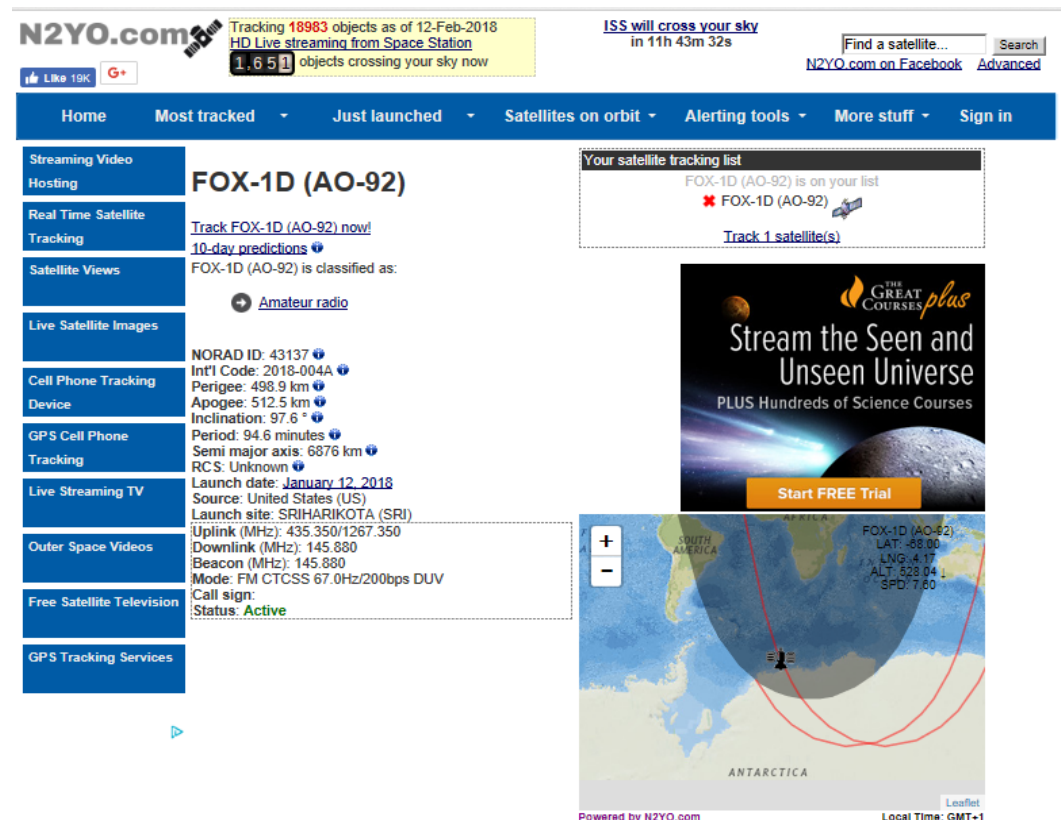 N2YO.com
Tracking 18983 objects as of 12-Feb-2018
HD Live streaming from Space Station
1,651 objects crossing your sky now
ISS will cross your sky
in 11h 43m 32s
Find a satellite... Search
N2YO.com on Facebook Advanced
Like 19K G+
Home Most tracked Just launched Satellites on orbit Alerting tools More stuff Sign in
Streaming Video
Hosting
Real Time Satellite
Tracking
Satellite Views
Live Satellite Images
Cell Phone Tracking
Device
GPS Cell Phone
Tracking
Live Streaming TV
Outer Space Videos
Free Satellite Television
GPS Tracking Services
FOX-1D (AO-92)
Track FOX-1D (AO-92) now!
10-day predictions
FOX-1D (AO-92) is classified as:
Amateur radio
NORAD ID: 43137
Int'l Code: 2018-004A
Perigee: 498.9 km
Apogee: 512.5 km
Inclination: 97.6 °
Period: 94.6 minutes
Semi major axis: 6876 km
RCS: Unknown
Launch date: January 12, 2018
Source: United States (US)
Launch site: SRIHARIKOTA (SRI)
Uplink (MHz): 435.350/1267.350
Downlink (MHz): 145.880
Beacon (MHz): 145.880
Mode: FM CTCSS 67.0Hz/200bps DUV
Call sign:
Status: Active
Your satellite tracking list
FOX-1D (AO-92) is on your list
FOX-1D (AO-92)
Track 1 satellite(s)
THE
GREAT
COURSES plus
Stream the Seen and
Unseen Universe
PLUS Hundreds of Science Courses
Start FREE Trial
+
−
SOUTH
AMERICA
AFRICA
FOX-1D (AO-92)
LAT: -68.00
LNG: 4.17
ALT: 528.04 ↓
SPD: 7.60
ANTARCTICA
Leaflet
Powered by N2YO.com
Local Time: GMT+1